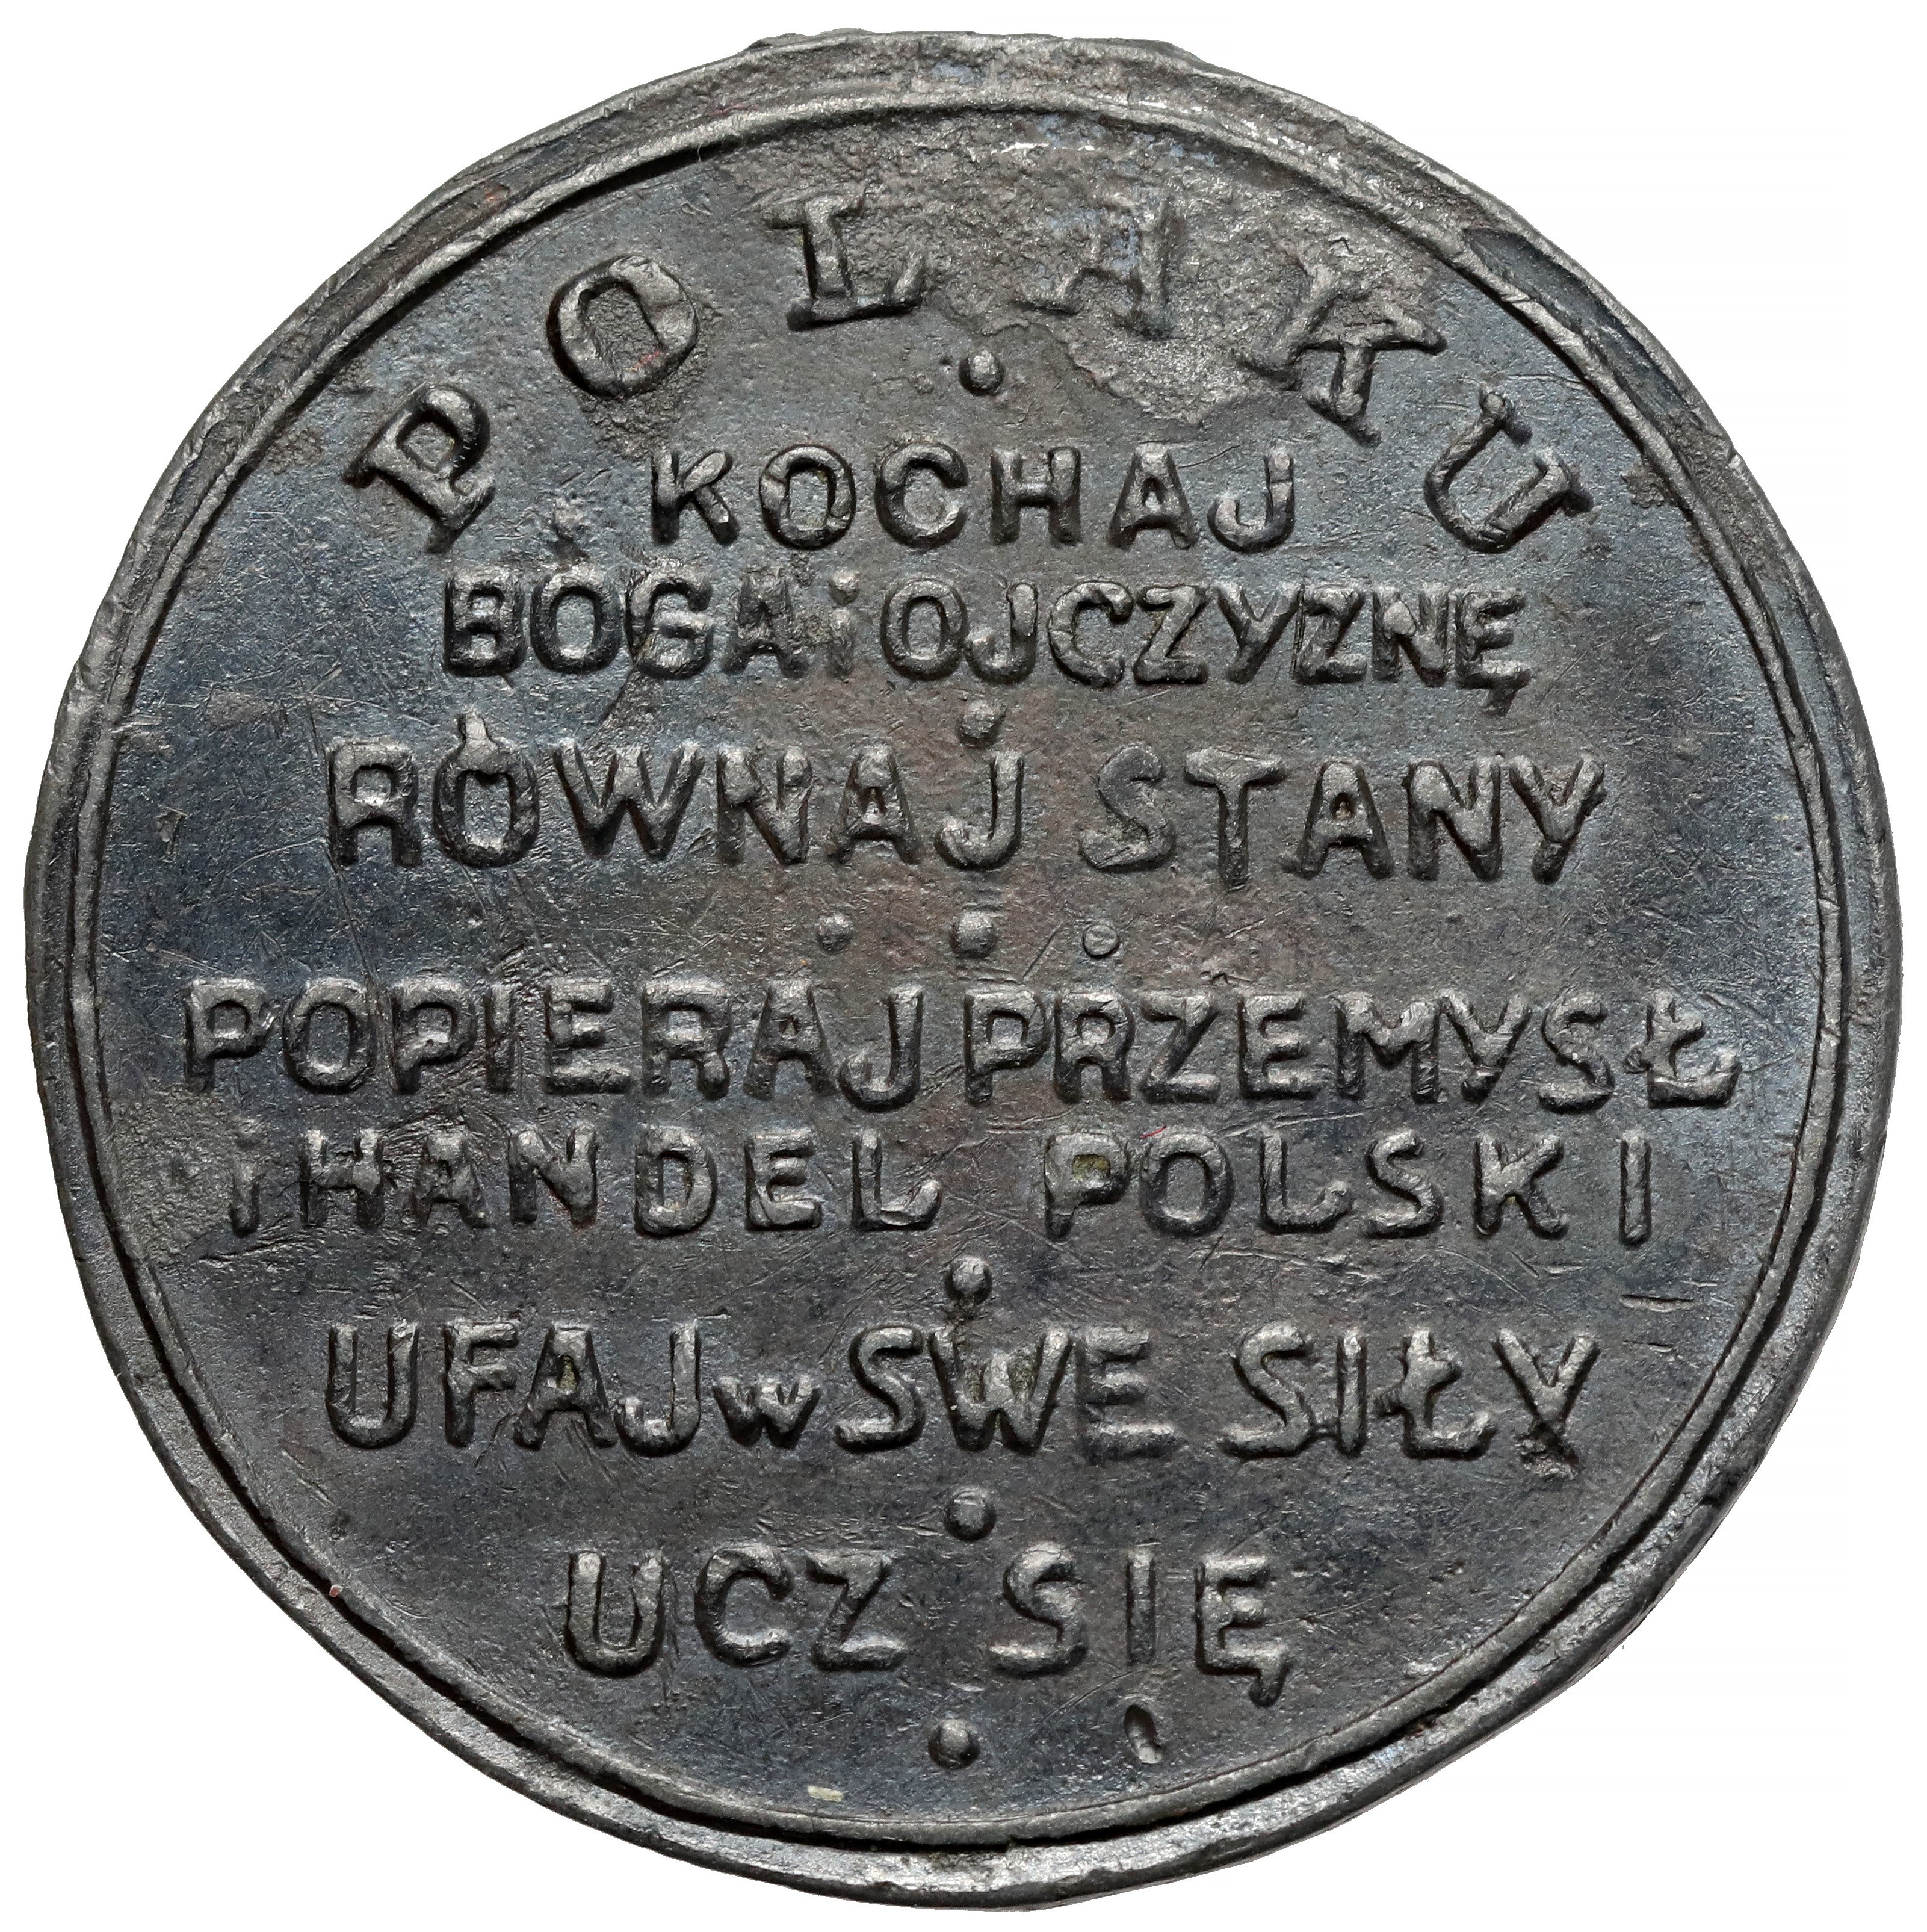 POLAKU
KOCHAJ
BOGA i OJCZYZNĘ
RÓWNAJ STANY
POPIERAJ PRZEMYSŁ
i HANDEL POLSKI
UFAJ w SWE SIŁY
UCZ SIĘ